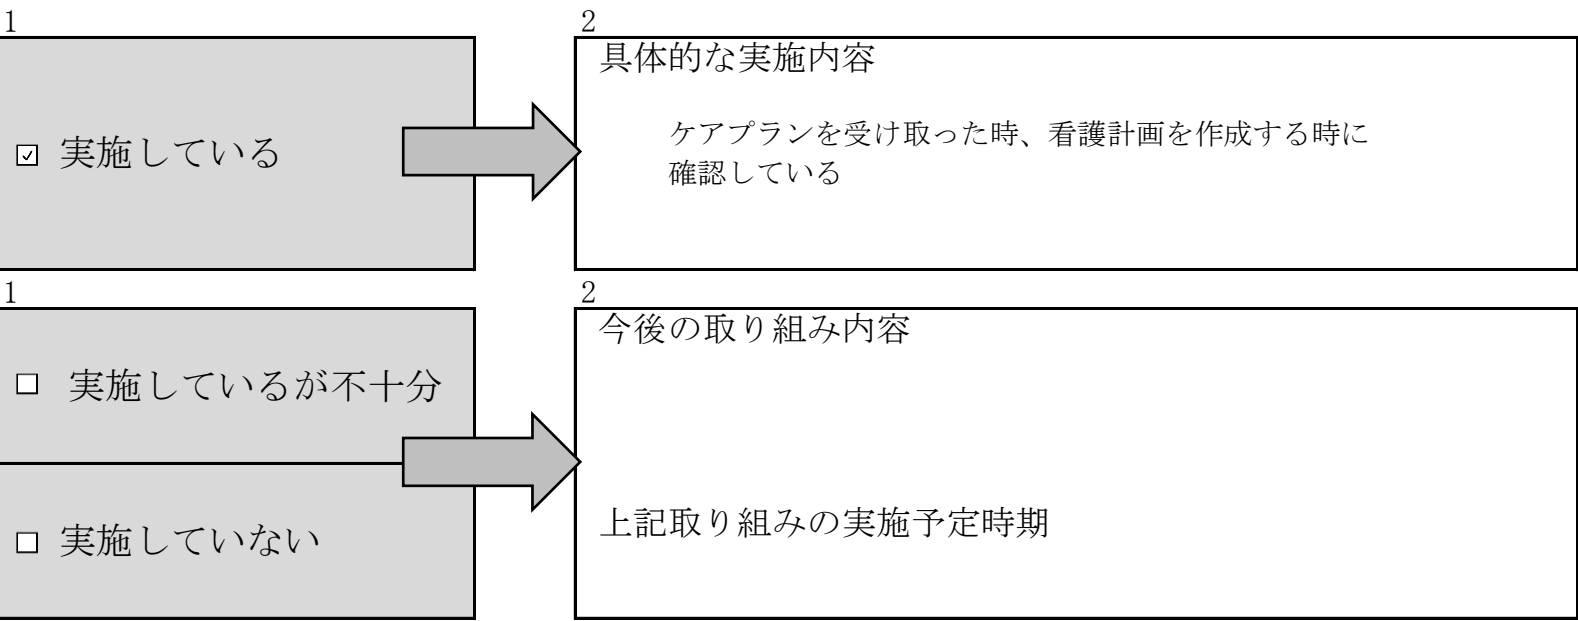 1
2
☑ 実施している
具体的な実施内容
ケアプランを受け取った時、看護計画を作成する時に
確認している
1
2
□ 実施しているが不十分
□ 実施していない
今後の取り組み内容
上記取り組みの実施予定時期